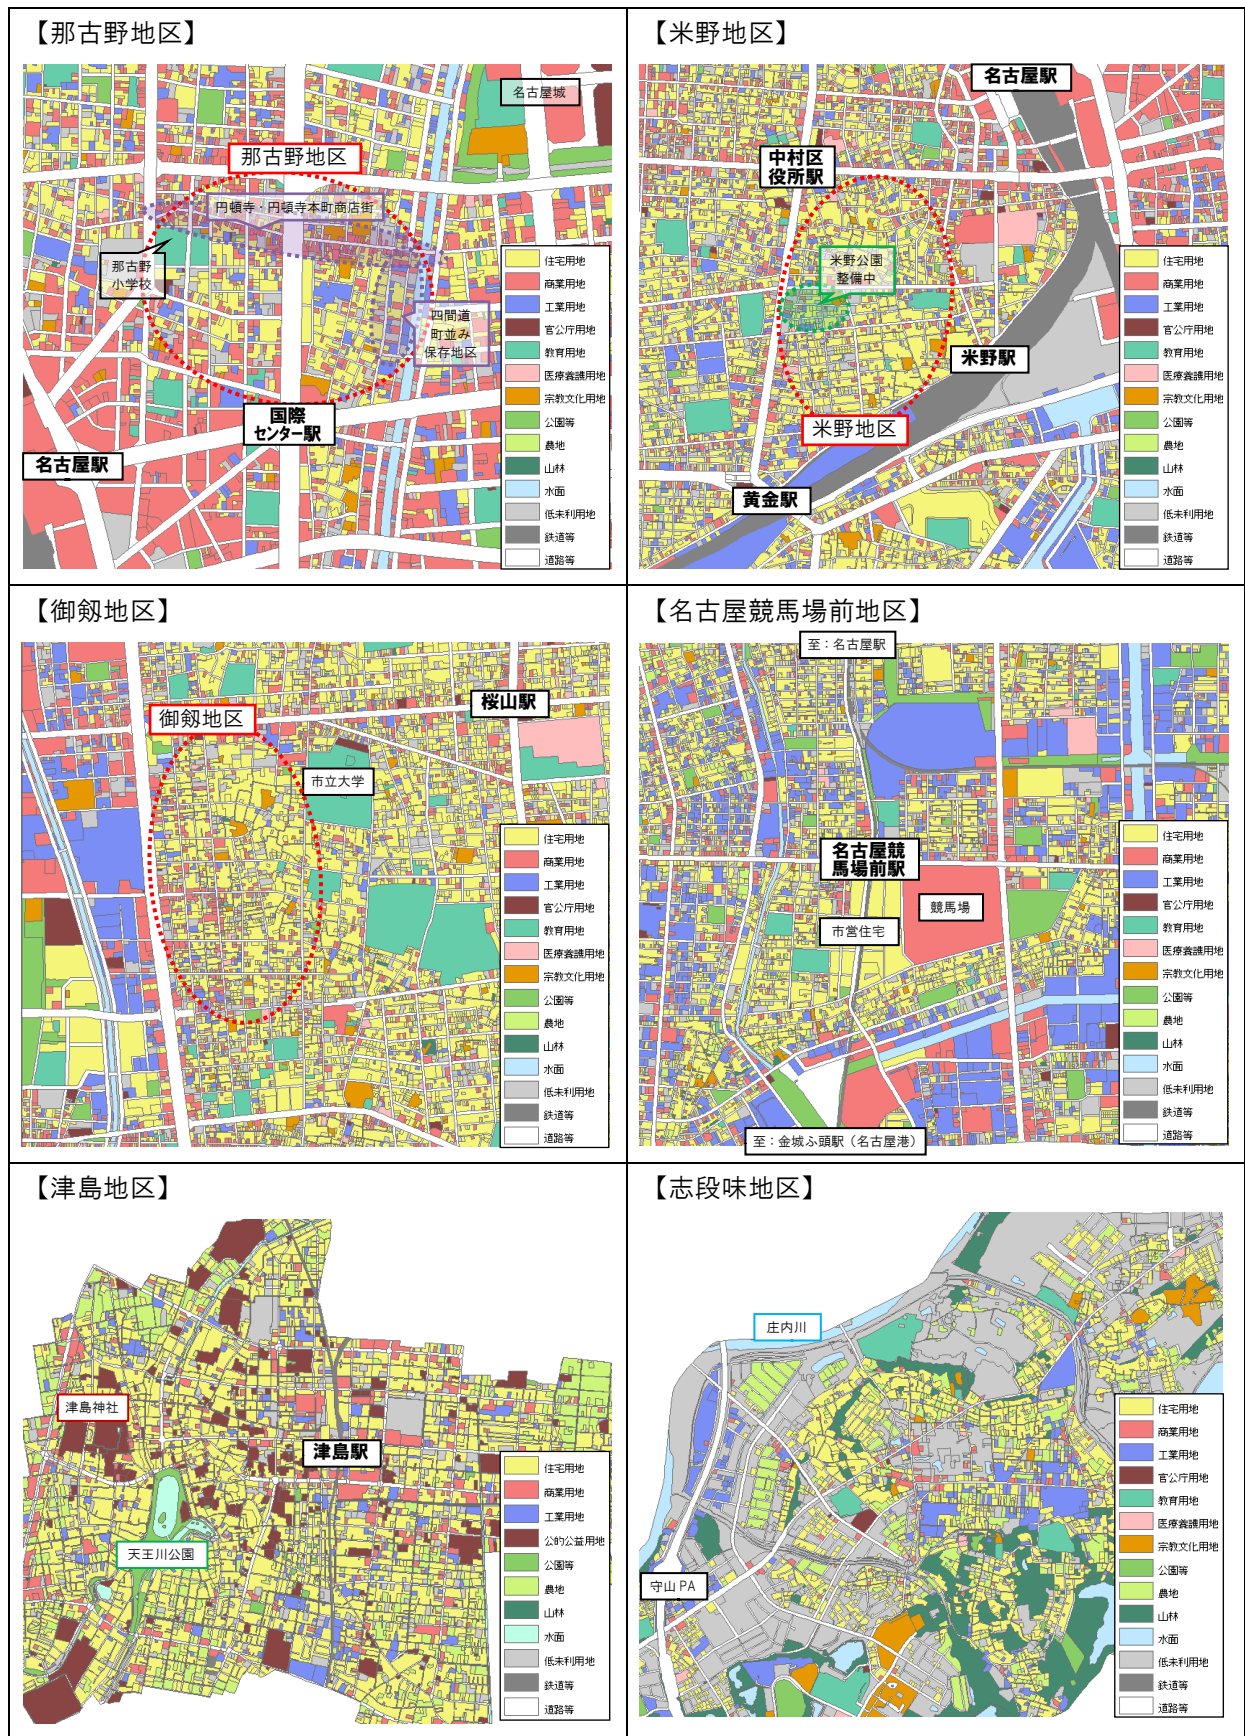 【那古野地区】
名古屋城
那古野地区
円頓寺・円頓寺本町商店街
那古野
小学校
四間道
町並み
保存地区
国際
センター駅
名古屋駅
住宅用地
商業用地
工業用地
官公庁用地
教育用地
医療養護用地
宗教文化用地
公園等
農地
山林
水面
低未利用地
鉄道等
道路等
【米野地区】
名古屋駅
中村区
役所駅
米野公園
整備中
米野駅
米野地区
黄金駅
住宅用地
商業用地
工業用地
官公庁用地
教育用地
医療養護用地
宗教文化用地
公園等
農地
山林
水面
低未利用地
鉄道等
道路等
【御剱地区】
桜山駅
御剱地区
市立大学
住宅用地
商業用地
工業用地
官公庁用地
教育用地
医療養護用地
宗教文化用地
公園等
農地
山林
水面
低未利用地
鉄道等
道路等
【名古屋競馬場前地区】
至：名古屋駅
名古屋競
馬場前駅
競馬場
市営住宅
至：金城ふ頭駅（名古屋港）
住宅用地
商業用地
工業用地
官公庁用地
教育用地
医療養護用地
宗教文化用地
公園等
農地
山林
水面
低未利用地
鉄道等
道路等
【津島地区】
津島神社
津島駅
天王川公園
住宅用地
商業用地
工業用地
公的公益用地
公園等
農地
山林
水面
低未利用地
鉄道等
道路等
【志段味地区】
庄内川
守山 PA
住宅用地
商業用地
工業用地
官公庁用地
教育用地
医療養護用地
宗教文化用地
公園等
農地
山林
水面
低未利用地
鉄道等
道路等